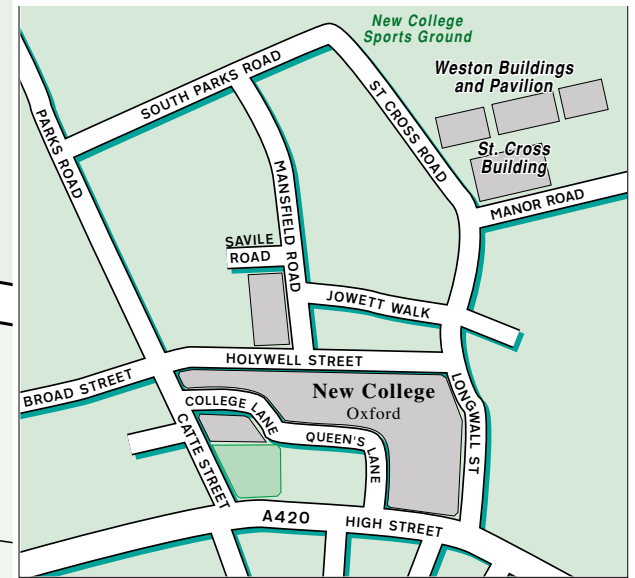 New College
Sports Ground
Weston Buildings
and Pavilion
SOUTH PARKS ROAD
PARKS ROAD
ST CROSS ROAD
St. Cross
Building
MANOR ROAD
MANSFIELD ROAD
SAVILE
ROAD
JOWETT WALK
HOLYWELL STREET
BROAD STREET
New College
Oxford
LONGWALL ST
COLLEGE LANE
CATTE STREET
QUEEN'S LANE
A420
HIGH STREET